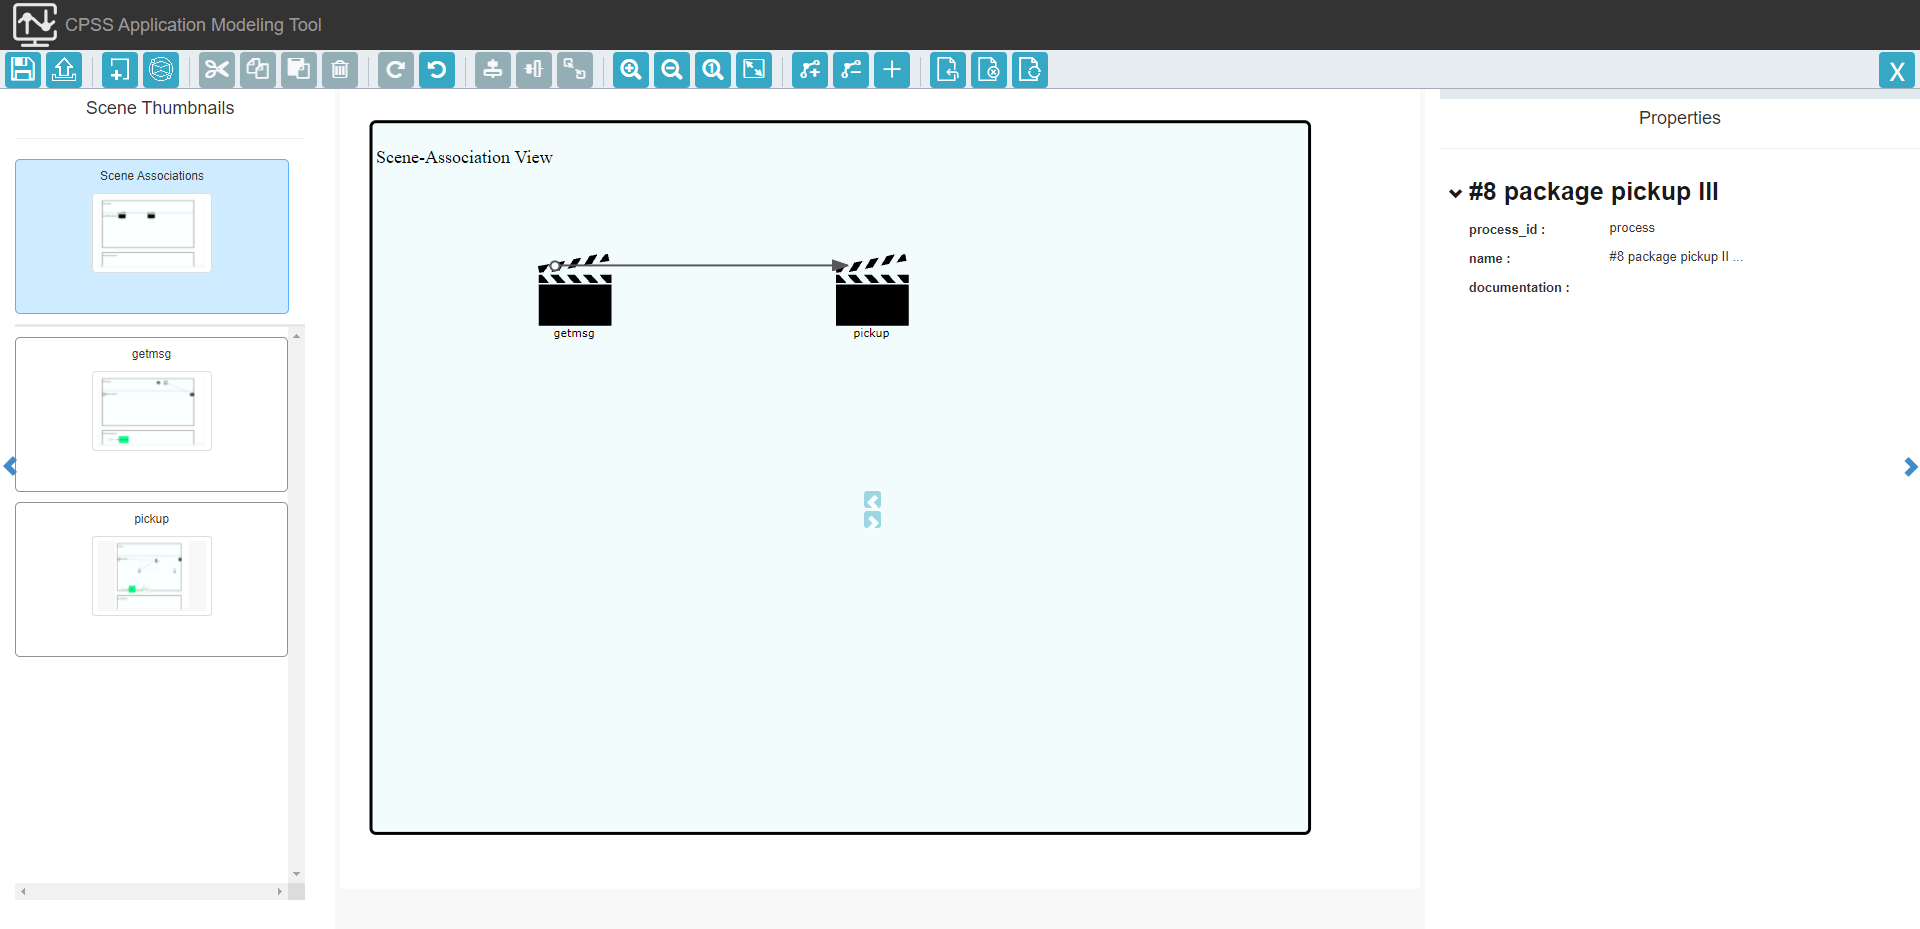 CPSS Application Modeling Tool
X
Scene Thumbnails
Scene Associations
getmsg
pickup
Scene-Association View
getmsg
pickup
Properties
#8 package pickup III
process_id :
process
name :
#8 package pickup II ...
documentation :